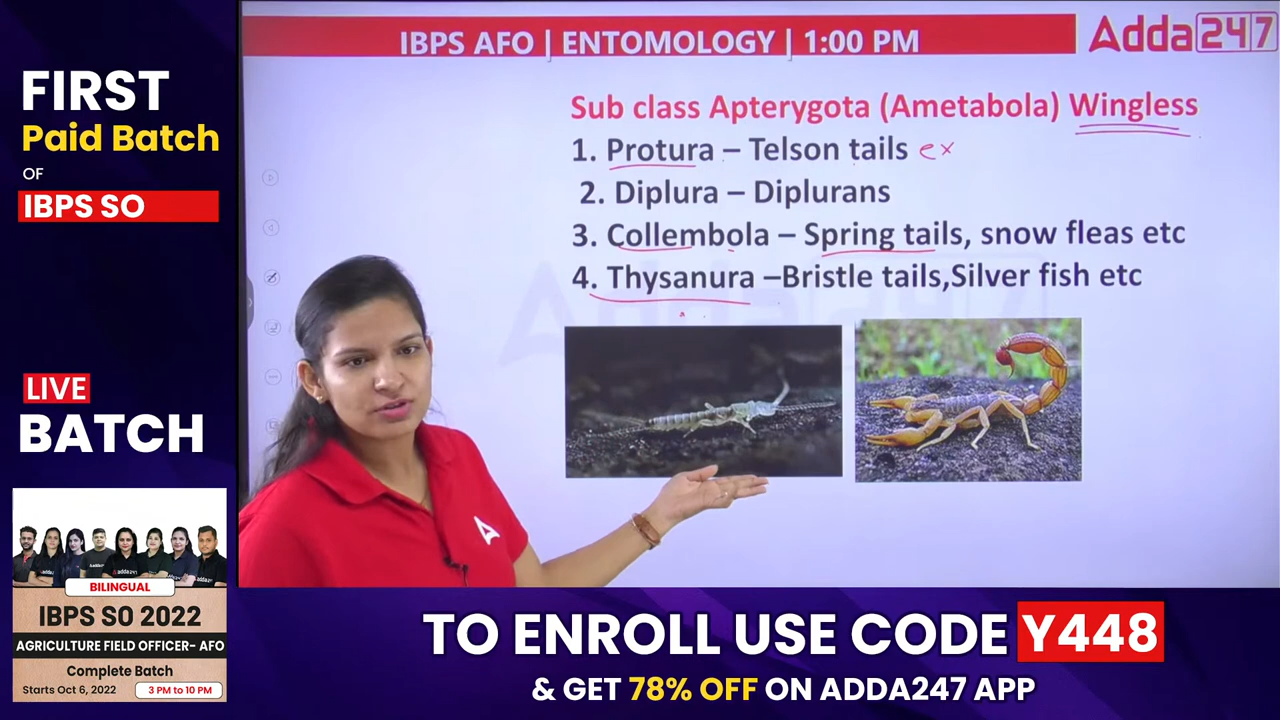 FIRST
Paid Batch
OF
IBPS SO
LIVE
BATCH
BILINGUAL
IBPS SO 2022
AGRICULTURE FIELD OFFICER- AFO
Complete Batch
Starts Oct 6, 2022
3 PM to 10 PM
IBPS AFO | ENTOMOLOGY | 1:00 PM
Adda247
Sub class Apterygota (Ametabola) Wingless
1. Protura – Telson tails ex
2. Diplura – Diplurans
3. Collembola – Spring tails, snow fleas etc
4. Thysanura –Bristle tails,Silver fish etc
TO ENROLL USE CODE Y448
& GET 78% OFF ON ADDA247 APP